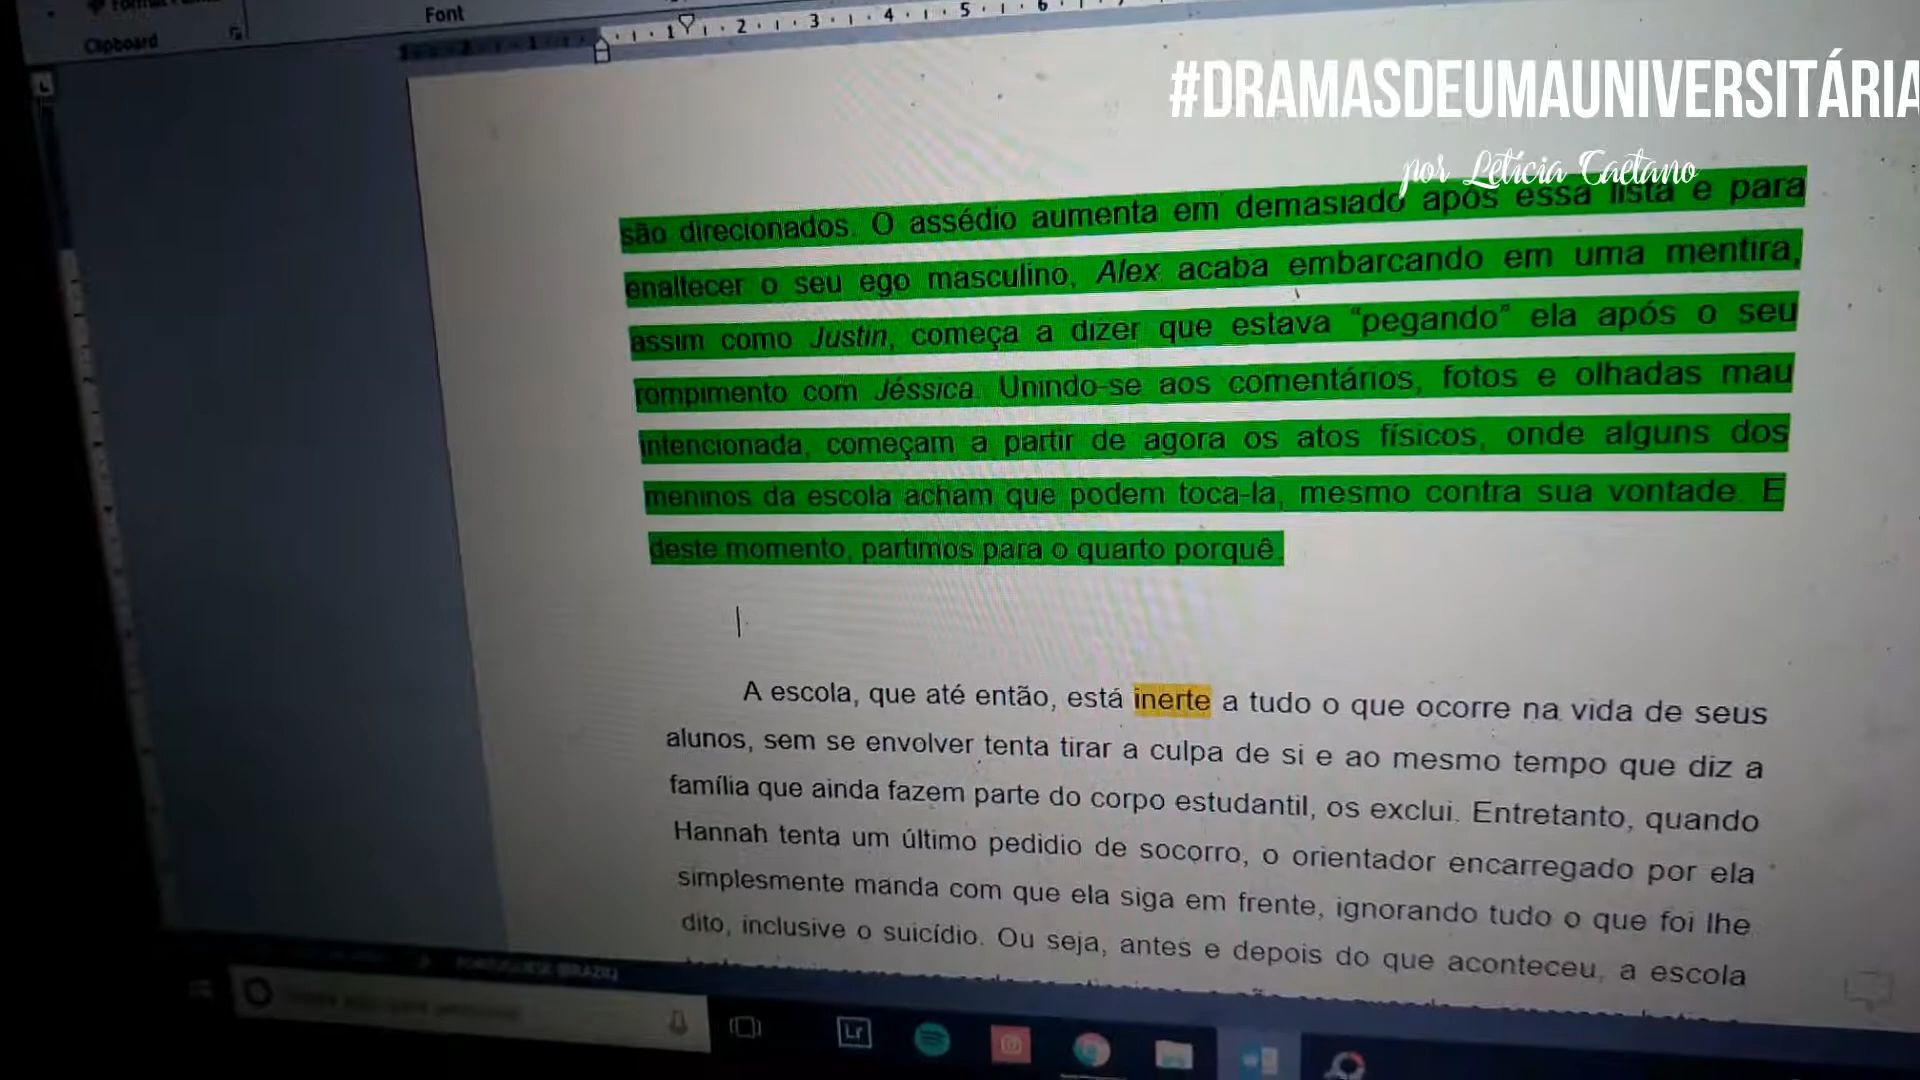 Clipboard
Font
1 2 3 4 5 6
#DRAMASDEUMAUNIVERSITÁRIA
por Letícia Caetano
são direcionados. O assédio aumenta em demasiado após essa lista e para
enaltecer o seu ego masculino, Alex acaba embarcando em uma mentira,
assim como Justin, começa a dizer que estava “pegando” ela após o seu
rompimento com Jéssica. Unindo-se aos comentários, fotos e olhadas mau
intencionada, começam a partir de agora os atos físicos, onde alguns dos
meninos da escola acham que podem toca-la, mesmo contra sua vontade. E
deste momento, partimos para o quarto porquê.
A escola, que até então, está inerte a tudo o que ocorre na vida de seus
alunos, sem se envolver tenta tirar a culpa de si e ao mesmo tempo que diz a
família que ainda fazem parte do corpo estudantil, os exclui. Entretanto, quando
Hannah tenta um último pedidio de socorro, o orientador encarregado por ela
simplesmente manda com que ela siga em frente, ignorando tudo o que foi lhe
dito, inclusive o suicídio. Ou seja, antes e depois do que aconteceu, a escola
Lr